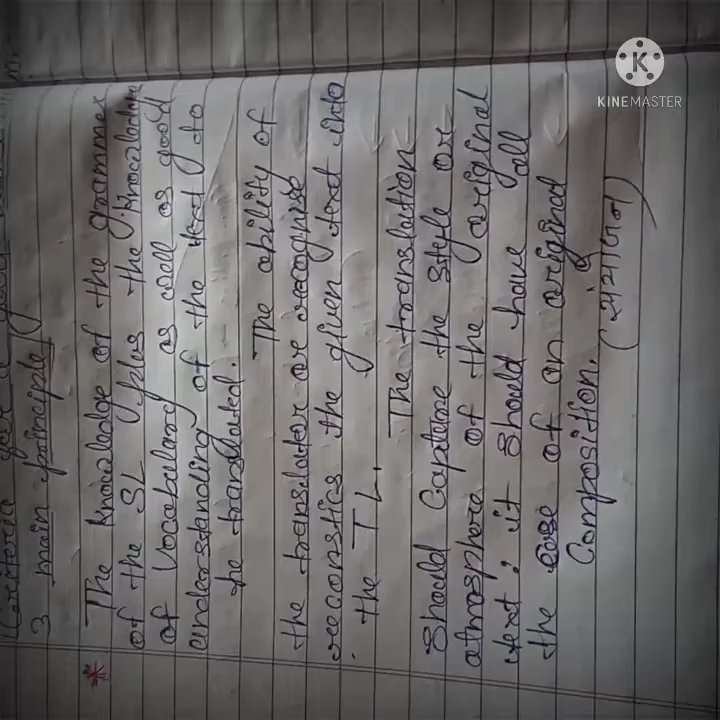 Criteria for a good
3 main principle
* The knowledge of the grammer
of the SL plus the knowledge
of vocabulary as well as good
understanding of the text to
be translated.
The ability of
the translator or recognise
reconstics the given text into
the TL.
The translation
Should Capture the style or
atmosphere of the original
text; it should have all
the ease of an original
Composition.
KINEMASTER